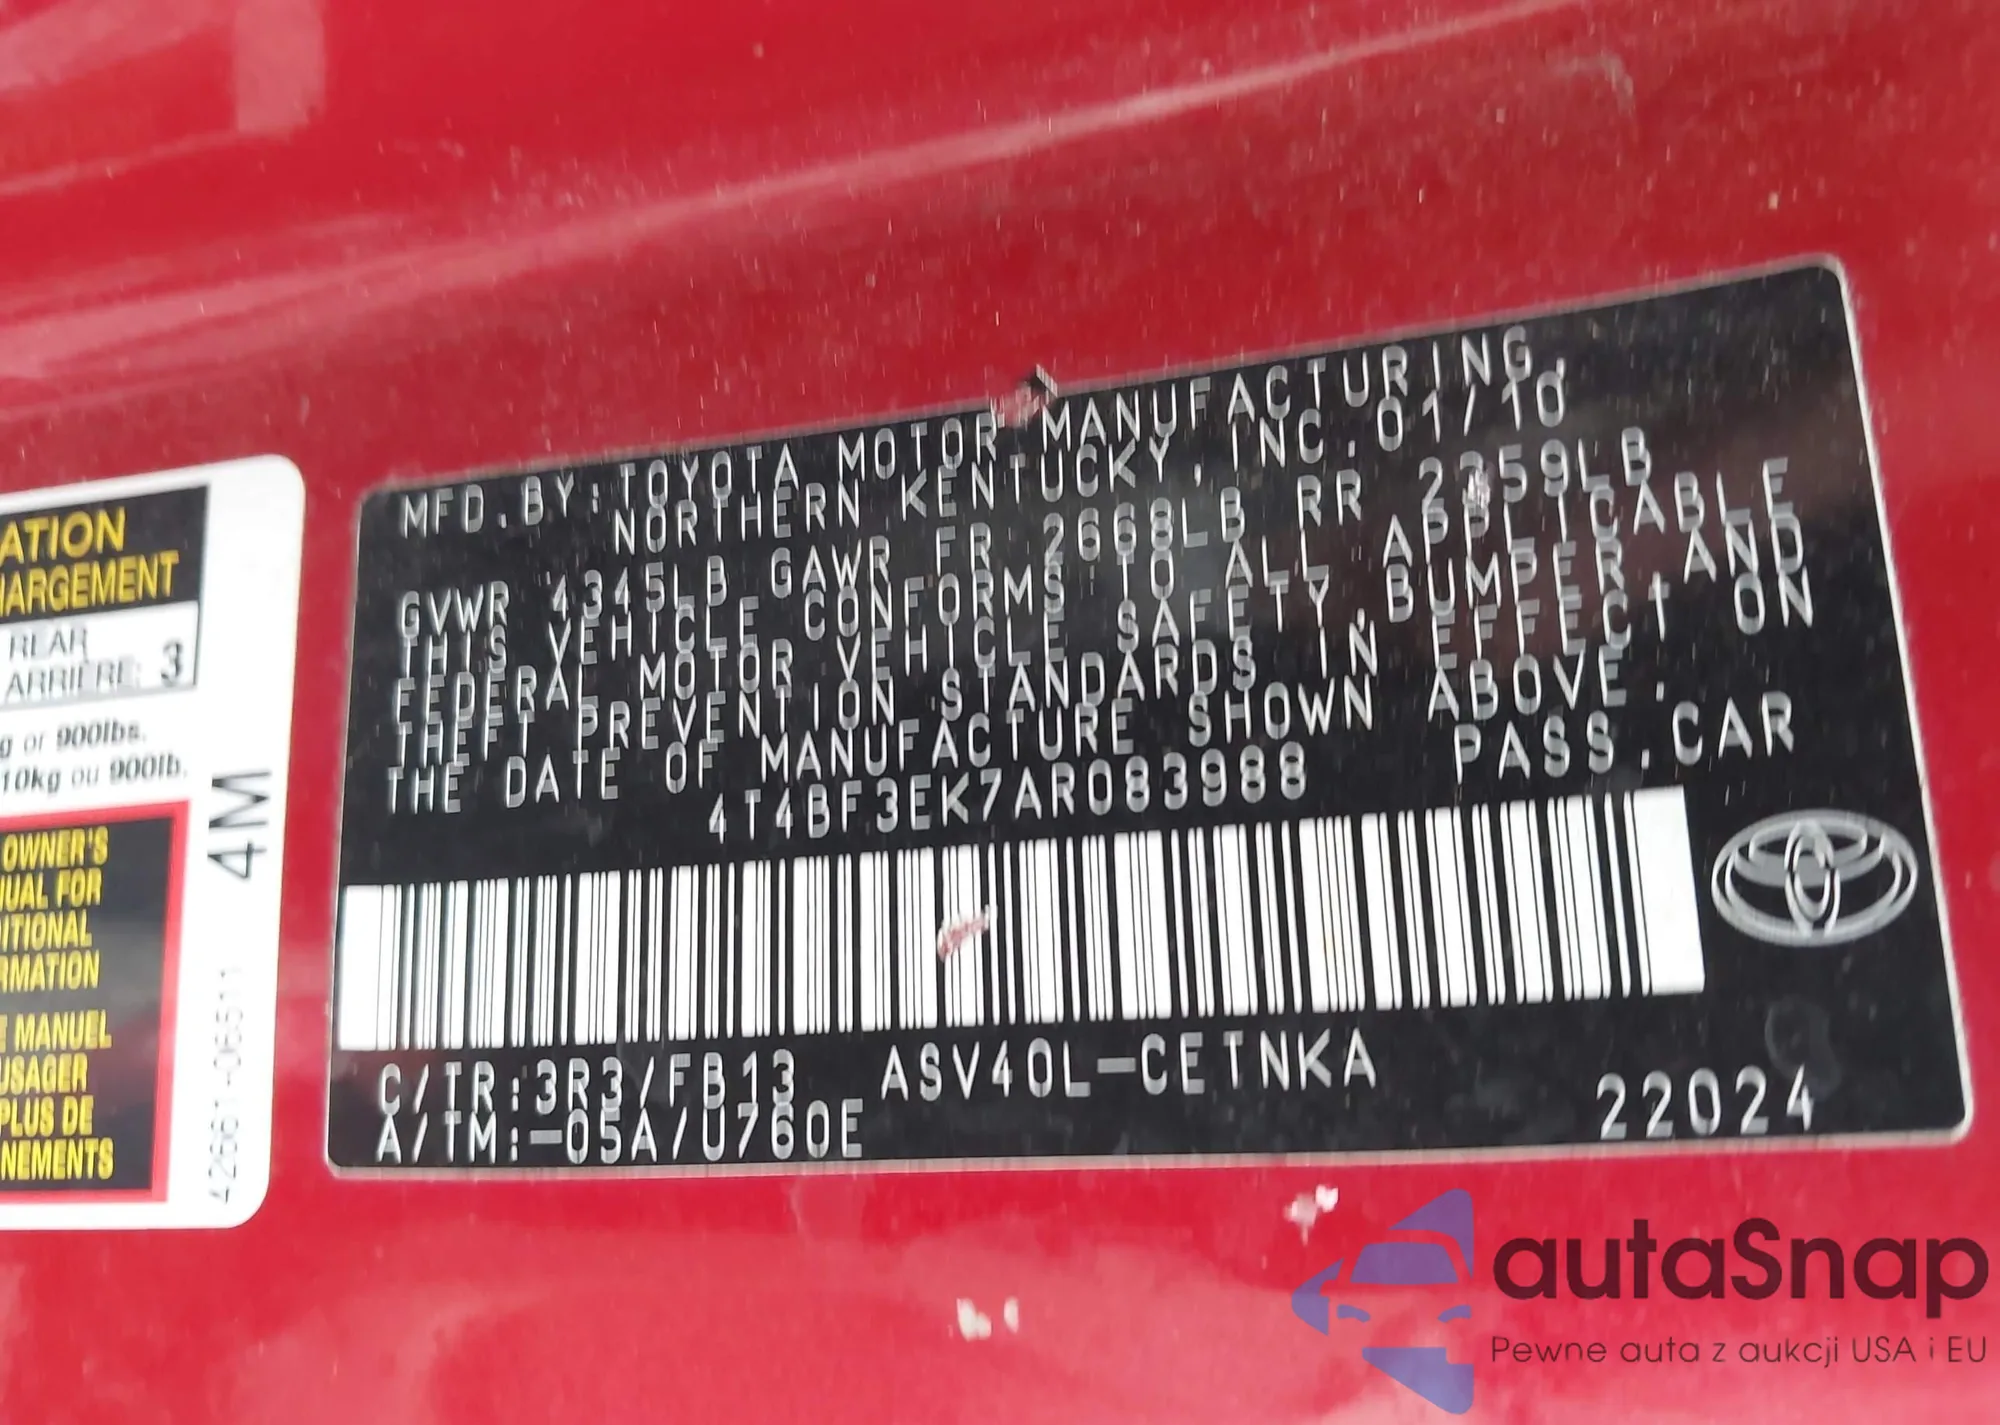 ATION
HARGEMENT
REAR
ARRIÈRE: 3
g or 900lbs.
10kg ou 900lb.
OWNER'S
NUAL FOR
DITIONAL
RMATION
E MANUEL
USAGER
PLUS DE
NEMENTS
4M
42661-06511
MFD.BY:TOYOTA MOTOR MANUFACTURING,
NORTHERN KENTUCKY,INC.01/10
GVWR 4345LB GAWR FR 2668LB RR 2359LB
THIS VEHICLE CONFORMS TO ALL APPLICABLE
FEDERAL MOTOR VEHICLE SAFETY,BUMPER,AND
THEFT PREVENTION STANDARDS IN EFFECT ON
THE DATE OF MANUFACTURE SHOWN ABOVE.
4T4BF3EK7AR083988 PASS.CAR
C/TR:3R3/FB13 ASV40L-CETNKA
A/TM:-05A/U760E 22024
autaSnap
Pewne auta z aukcji USA i EU